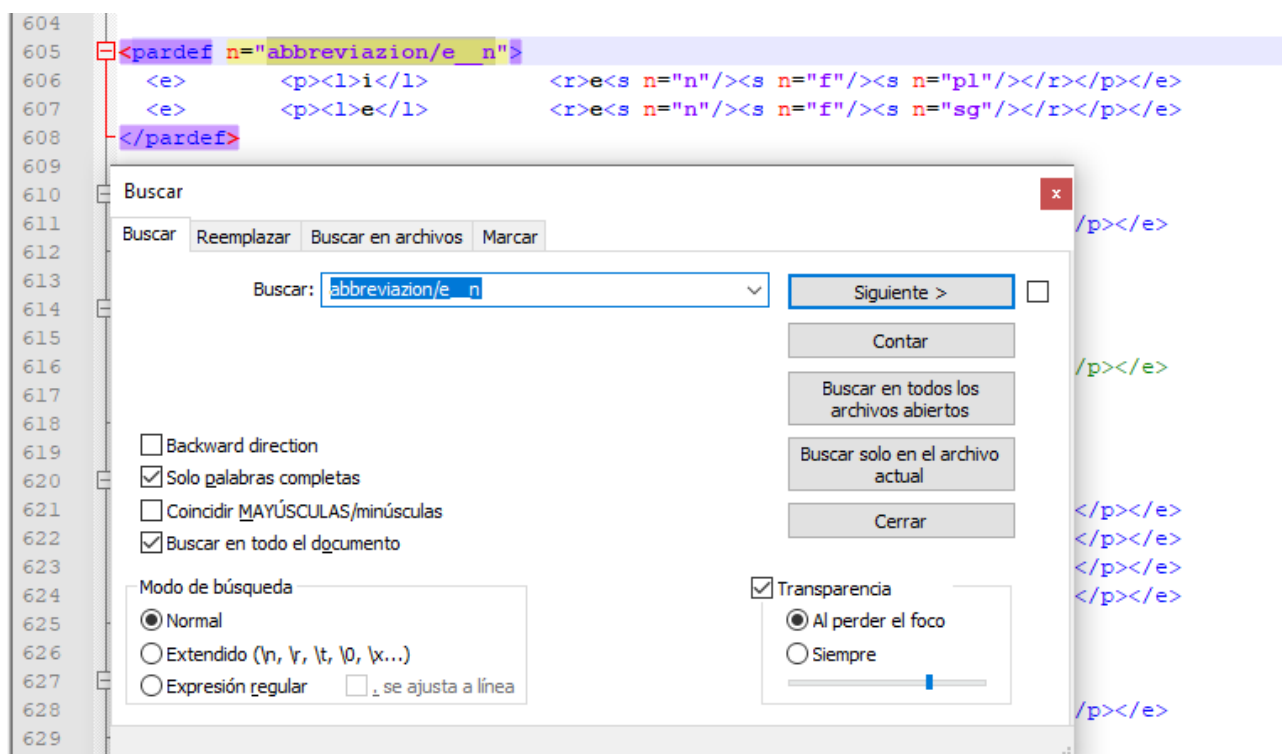 604
605 <pardef n="abbreviazion/e__n">
606 <e> <p><l>i</l> <r>e<s n="n"/><s n="f"/><s n="pl"/></r></p></e>
607 <e> <p><l>e</l> <r>e<s n="n"/><s n="f"/><s n="sg"/></r></p></e>
608 </pardef>
609
610
611 /p></e>
612
613
614
615
616 /p></e>
617
618
619
620
621 </p></e>
622 </p></e>
623 </p></e>
624 </p></e>
625
626
627
628 /p></e>
629
Buscar
x
Buscar Reemplazar Buscar en archivos Marcar
Buscar: abbreviazion/e__n
Siguiente >
Contar
Buscar en todos los
archivos abiertos
Buscar solo en el archivo
actual
Cerrar
Backward direction
Solo palabras completas
Coincidir MAYÚSCULAS/minúsculas
Buscar en todo el documento
Modo de búsqueda
Normal
Extendido (\n, \r, \t, \0, \x...)
Expresión regular . se ajusta a línea
Transparencia
Al perder el foco
Siempre